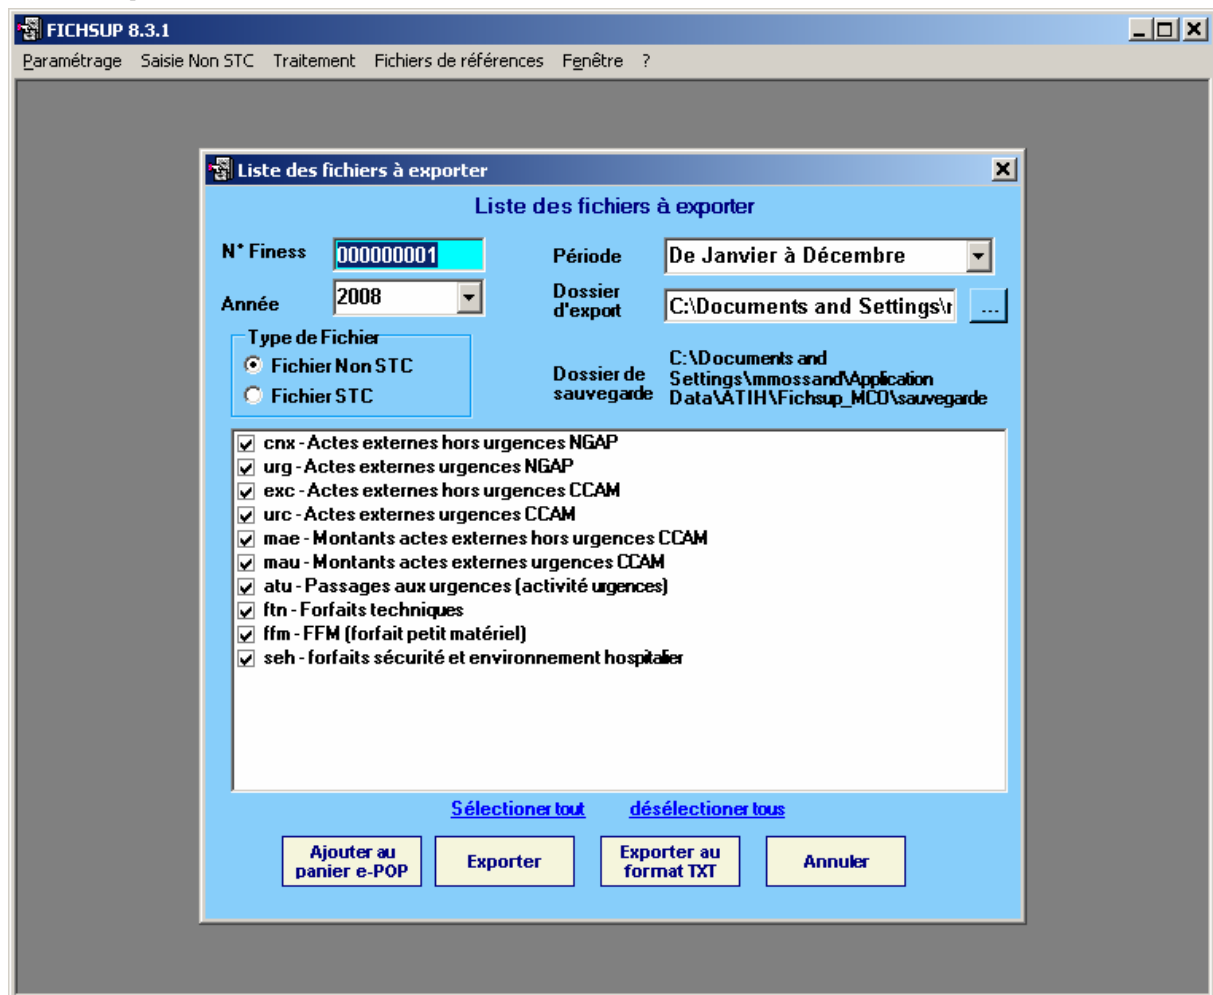 FICHSUP 8.3.1
Paramétrage Saisie Non STC Traitement Fichiers de références Fenêtre ?
Liste des fichiers à exporter
Liste des fichiers à exporter
N° Finess 000000001 Période De Janvier à Décembre
Année 2008 Dossier d'export C:\Documents and Settings\r ...
Type de Fichier
Fichier Non STC
Fichier STC
Dossier de sauvegarde
C:\Documents and
Settings\mmossand\Application
Data\ATIH\Fichsup_MCO\sauvegarde
cnx - Actes externes hors urgences NGAP
urg - Actes externes urgences NGAP
exc - Actes externes hors urgences CCAM
urc - Actes externes urgences CCAM
mae - Montants actes externes hors urgences CCAM
mau - Montants actes externes urgences CCAM
atu - Passages aux urgences (activité urgences)
ftn - Forfaits techniques
ffm - FFM (forfait petit matériel)
seh - forfaits sécurité et environnement hospitalier
Sélectioner tout désélectioner tous
Ajouter au panier e-POP Exporter Exporter au format TXT Annuler